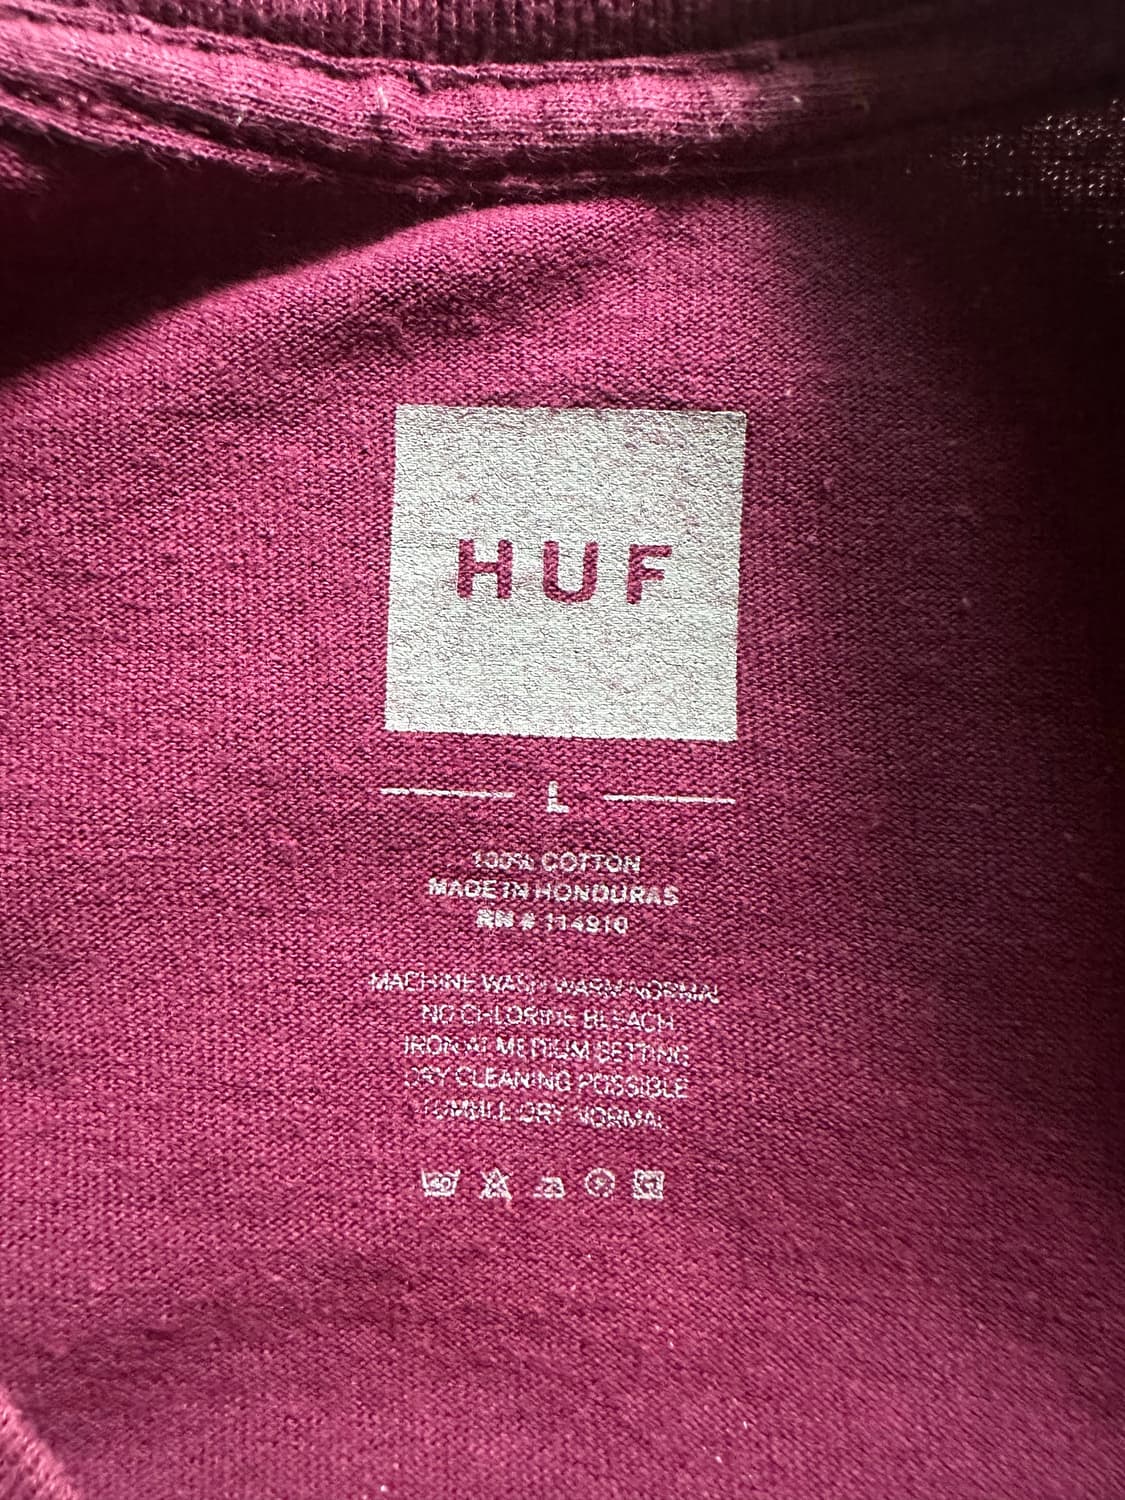 HUF
L
100% COTTON
MADE IN HONDURAS
RN # 114910
MACHINE WASH WARM NORMAL
NO CHLORINE BLEACH
IRON AT MEDIUM SETTING
DRY CLEANING POSSIBLE
TUMBLE DRY NORMAL